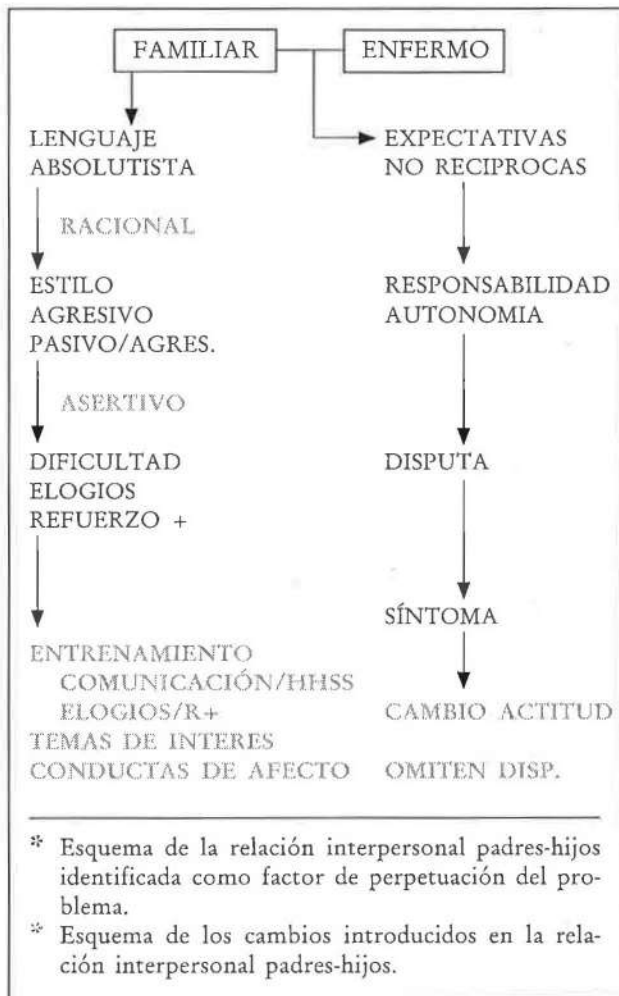 FAMILIAR
ENFERMO
LENGUAJE
ABSOLUTISTA
RACIONAL
ESTILO
AGRESIVO
PASIVO/AGRES.
ASERTIVO
DIFICULTAD
ELOGIOS
REFUERZO +
ENTRENAMIENTO
COMUNICACIÓN/HHSS
ELOGIOS/R+
TEMAS DE INTERES
CONDUCTAS DE AFECTO
EXPECTATIVAS
NO RECIPROCAS
RESPONSABILIDAD
AUTONOMIA
DISPUTA
SÍNTOMA
CAMBIO ACTITUD
OMITEN DISP.
* Esquema de la relación interpersonal padres-hijos
identificada como factor de perpetuación del pro-
blema.
* Esquema de los cambios introducidos en la rela-
ción interpersonal padres-hijos.